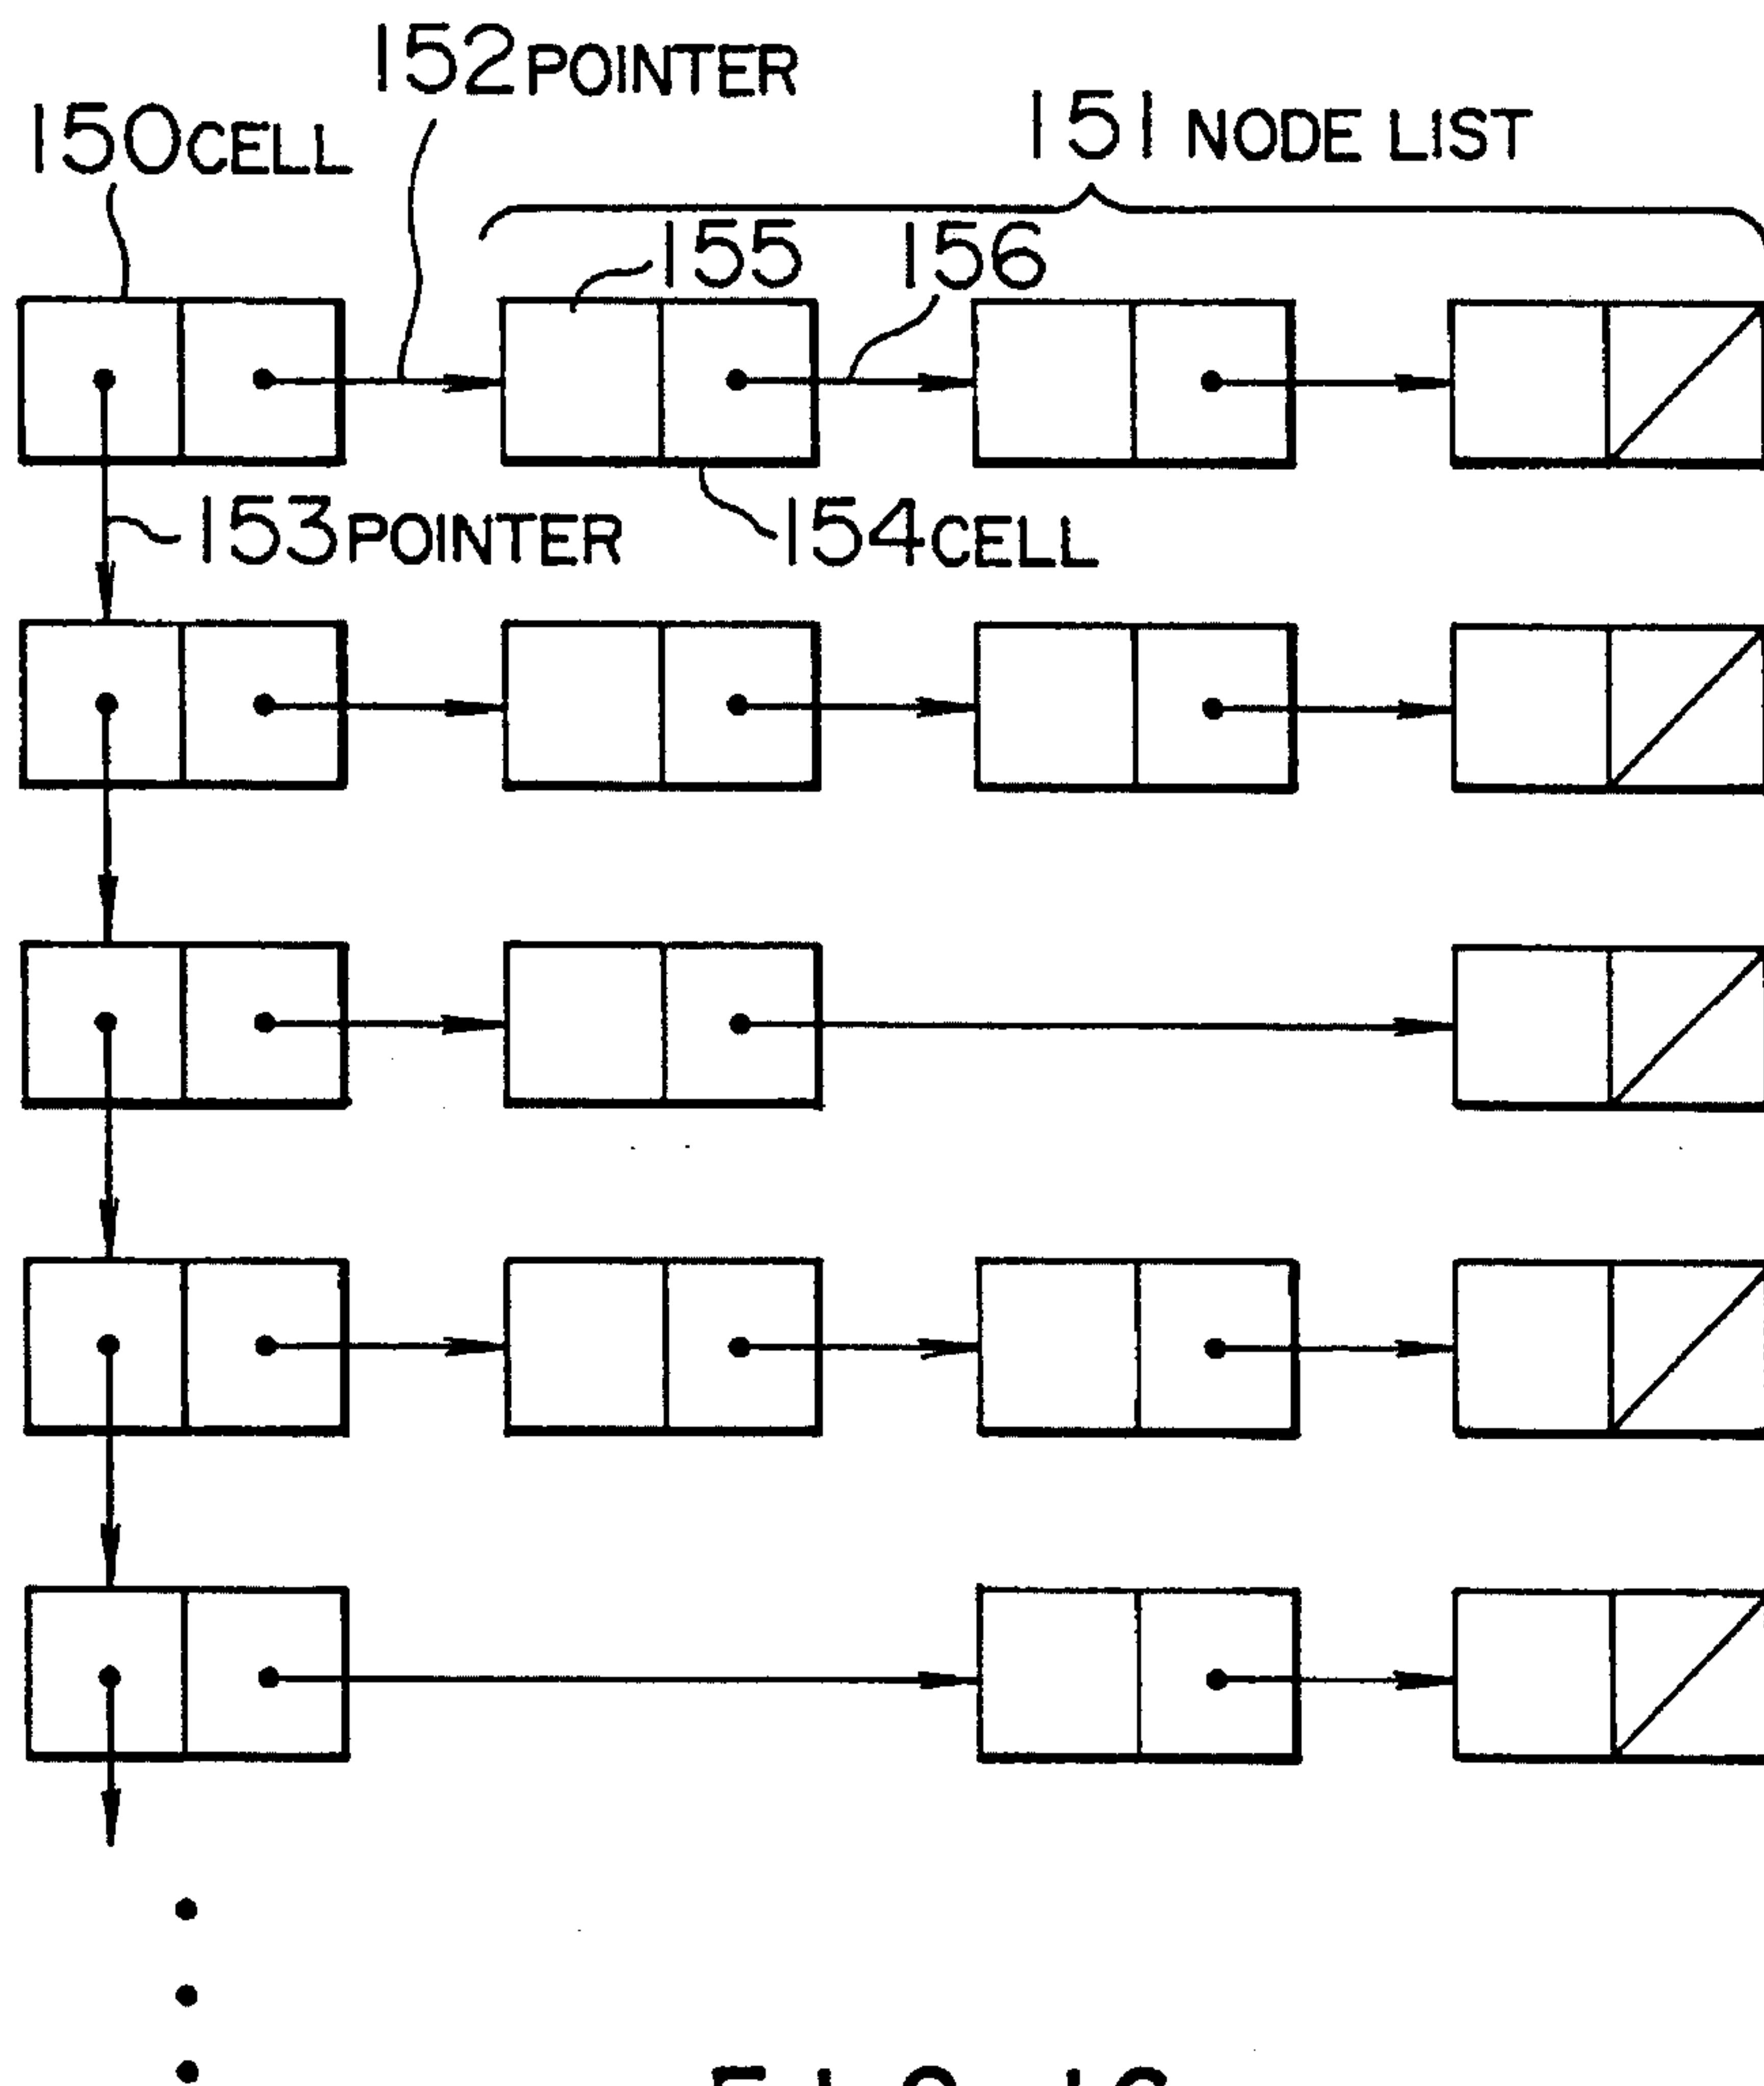 152 POINTER
150 CELL
151 NODE LIST
155
156
153 POINTER
154 CELL